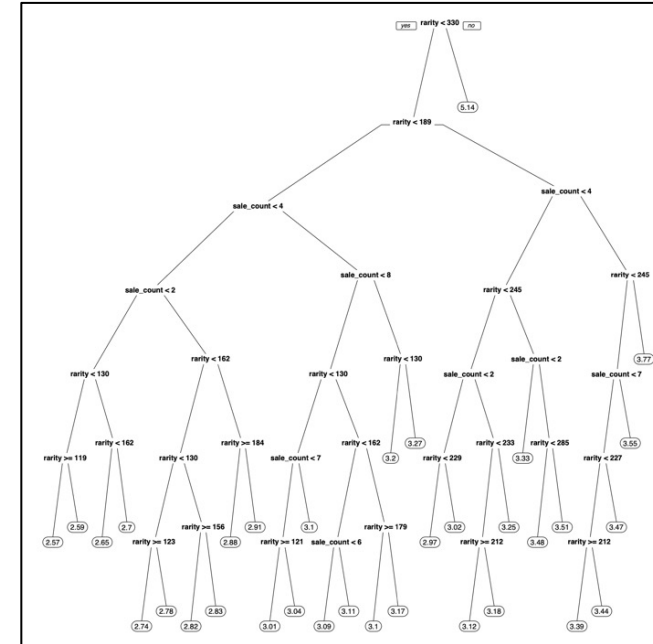 yes rarity < 330 no
5.14
rarity < 189
sale_count < 4
sale_count < 4
sale_count < 8
rarity < 245
sale_count < 2
rarity < 245
3.77
rarity < 162
rarity < 130
sale_count < 2
rarity < 130
rarity < 130
sale_count < 2
sale_count < 7
3.27
3.55
rarity < 162
rarity < 162
rarity < 233
rarity < 285
3.2
3.33
rarity >= 119
rarity < 130
rarity >= 184
sale_count < 7
rarity < 229
rarity < 227
2.59
2.7
2.91
3.1
3.02
3.25
3.51
3.47
2.57
2.65
rarity >= 156
2.88
rarity >= 179
2.97
3.48
rarity >= 123
rarity >= 121
sale_count < 6
rarity >= 212
rarity >= 212
2.78
2.83
3.04
3.11
3.17
3.18
3.44
2.74
2.82
3.01
3.09
3.1
3.12
3.39